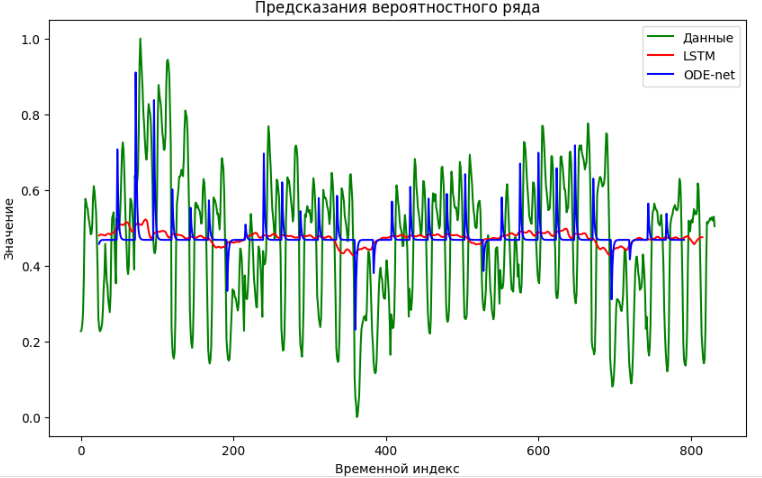 Предсказания вероятностного ряда
Данные
LSTM
ODE-net
1.0
0.8
0.6
0.4
0.2
0.0
Значение
0 200 400 600 800
Временной индекс